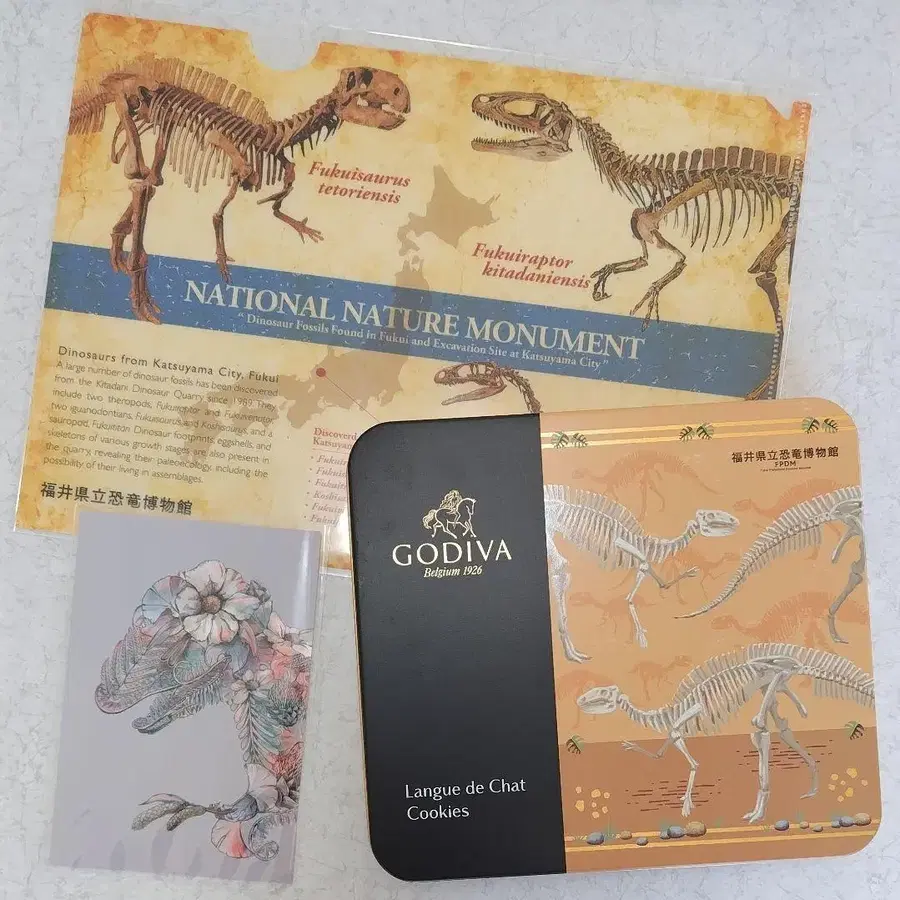 Fukuisaurus
tetoriensis
Fukuiraptor
kitadaniensis
NATIONAL NATURE MONUMENT
"Dinosaur Fossils Found in Fukui and Excavation Site at Katsuyama City"
Dinosaurs from Katsuyama City, Fukui
A large number of dinosaur fossils has been discovered
from the Kitadani Dinosaur Quarry since 1989. They
include two theropods, Fukuiraptor and Fukuivenator,
two iguanodontians, Fukuisaurus and Koshisaurus, and a
sauropod, Fukuititan. Dinosaur footprints, eggshells, and
skeletons of various growth stages are also present in
the quarry, revealing their paleoecology, including the
possibility of their living in assemblages.
福井県立恐竜博物館
Discoverd
Katsuyam
GODIVA
Belgium 1926
Langue de Chat
Cookies
福井県立恐竜博物館
FPDM